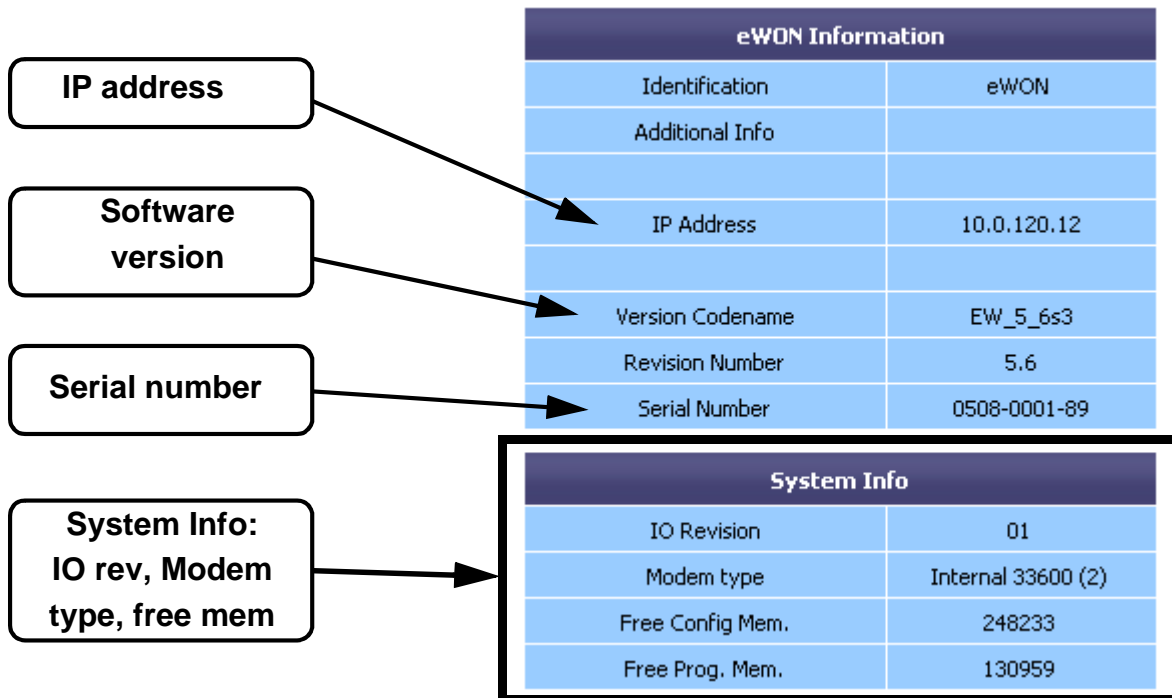 eWON Information
IP address
Identification eWON
Additional Info
Software
version
IP Address 10.0.120.12
Version Codename EW_5_6s3
Revision Number 5.6
Serial number
Serial Number 0508-0001-89
System Info
System Info:
IO rev, Modem
type, free mem
IO Revision 01
Modem type Internal 33600 (2)
Free Config Mem. 248233
Free Prog. Mem. 130959